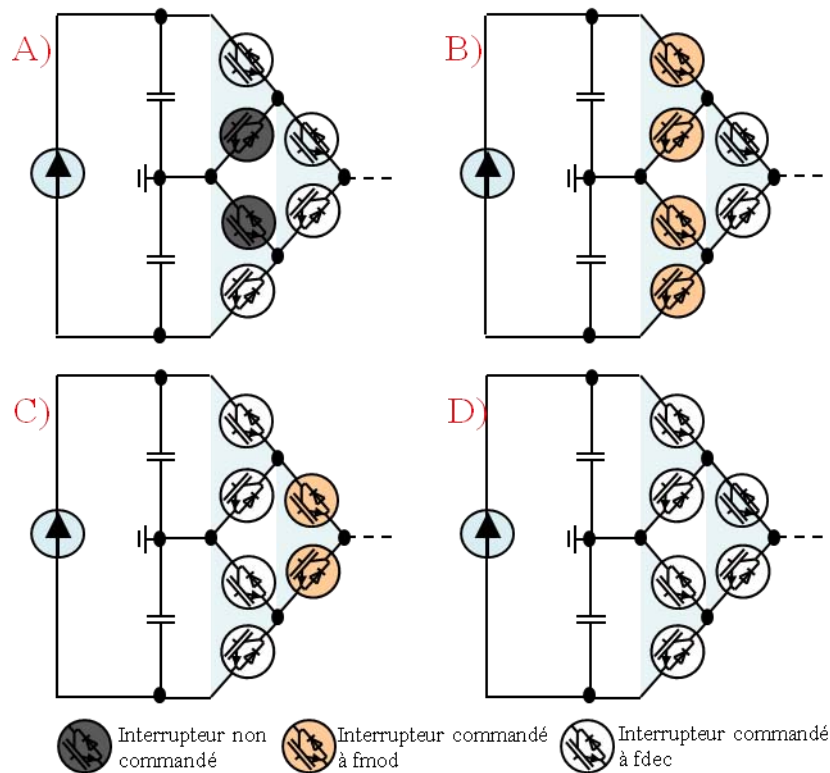 A)
B)
C)
D)
Interrupteur non
commandé
Interrupteur commandé
à fmod
Interrupteur commandé
à fdec